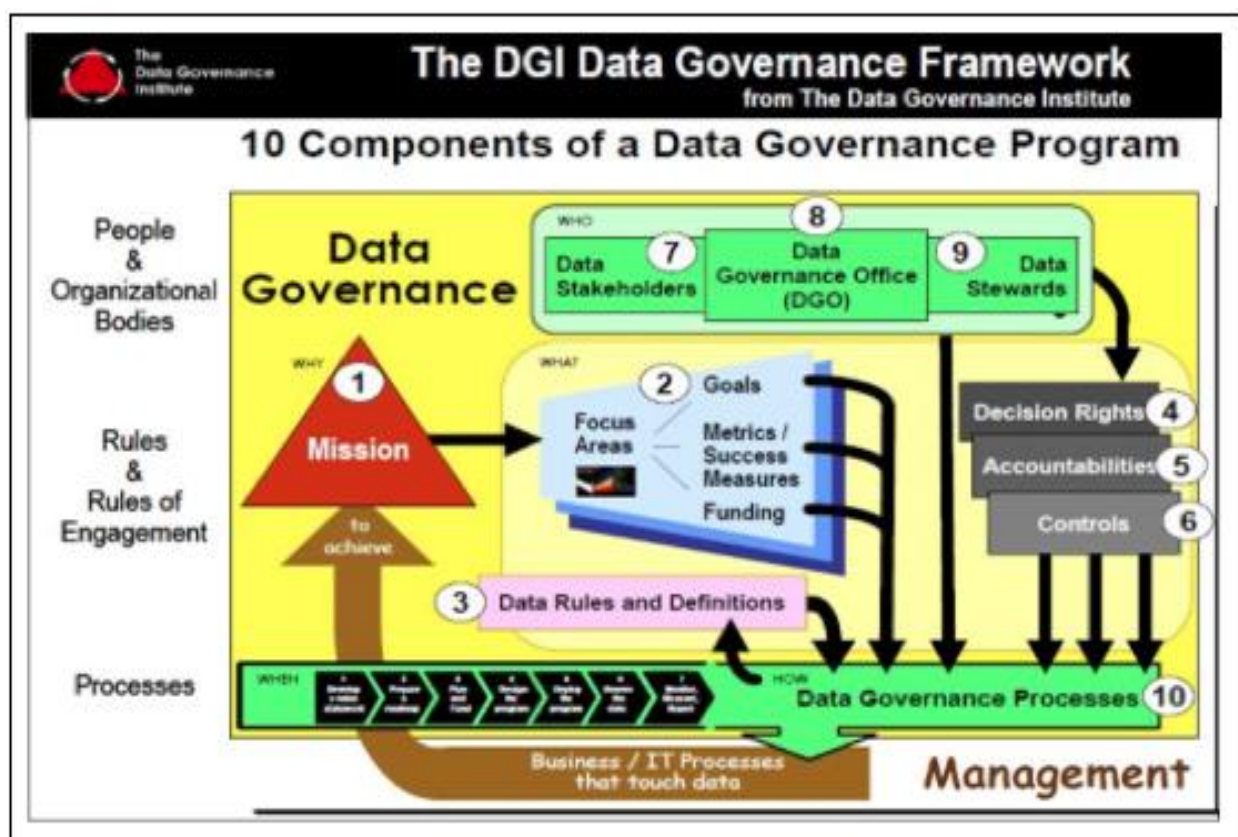 The
Data Governance
Institute
The DGI Data Governance Framework
from The Data Governance Institute
10 Components of a Data Governance Program
People
&
Organizational
Bodies
Data
Governance
WHO
8
7
Data
Stakeholders
Data
Governance Office
(DGO)
9
Data
Stewards
WHY
1
Mission
WHAT
2
Goals
Focus
Areas
Metrics /
Success
Measures
Funding
Decision Rights
4
Accountabilities
5
Controls
6
Rules
&
Rules of
Engagement
to
achieve
3
Data Rules and Definitions
Processes
WHEN
HOW
Data Governance Processes
10
Business / IT Processes
that touch data
Management